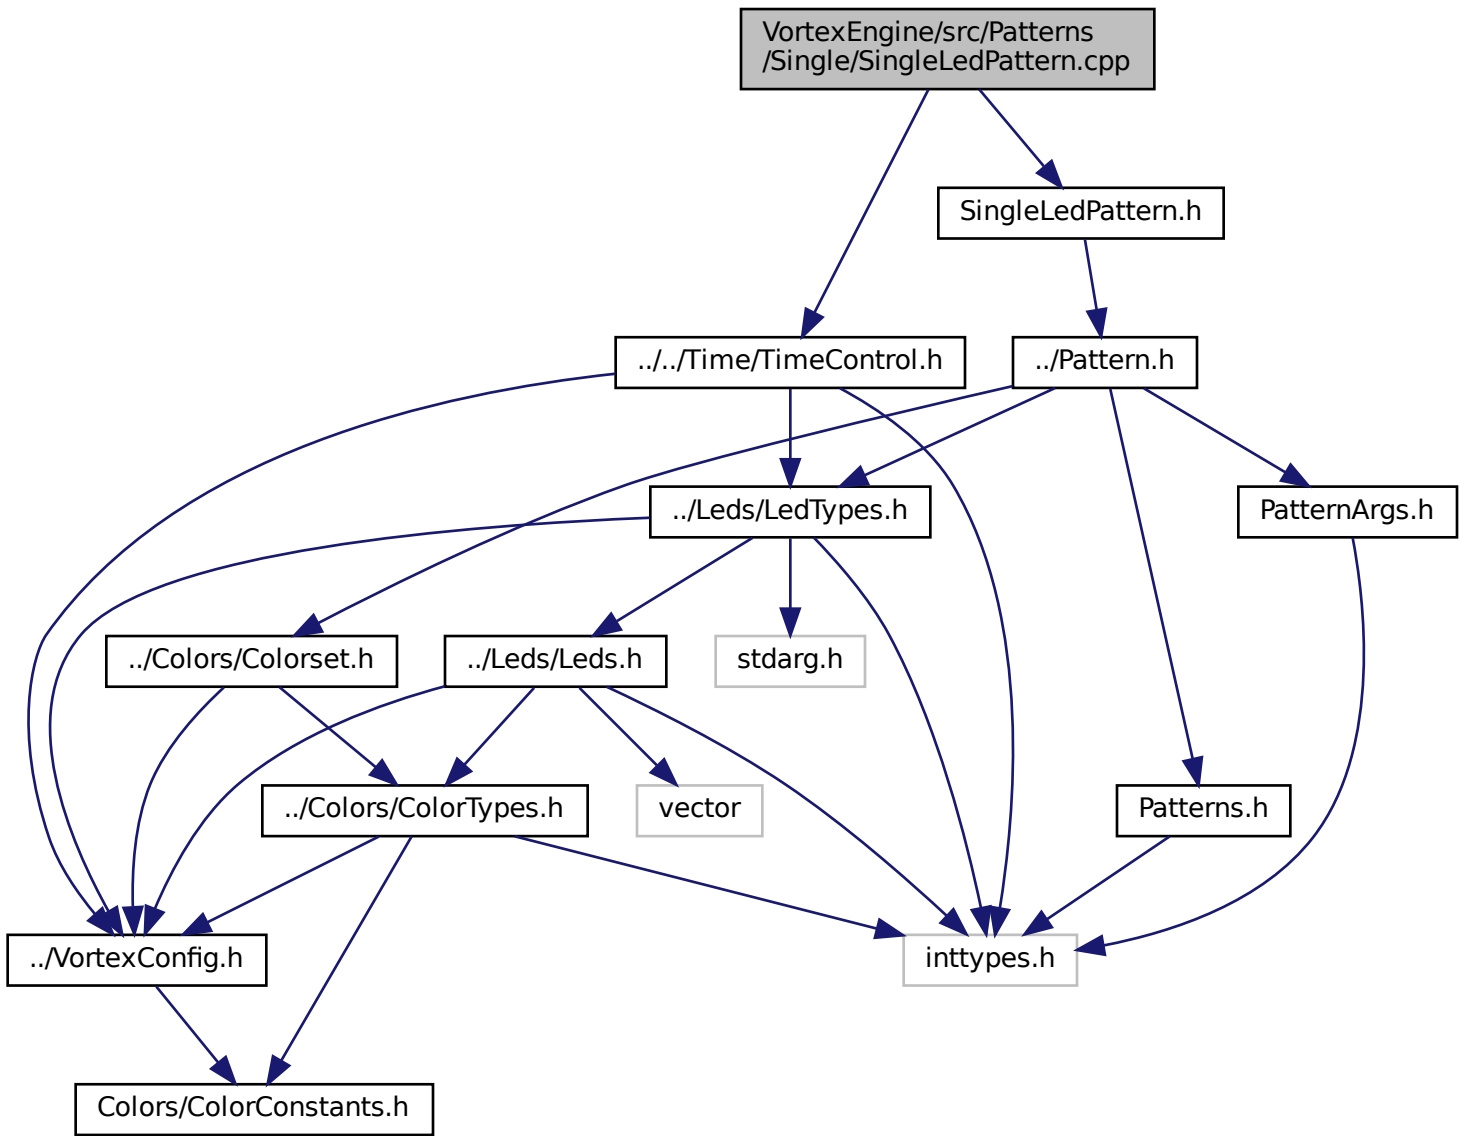 VortexEngine/src/Patterns
/Single/SingleLedPattern.cpp
SingleLedPattern.h
../../Time/TimeControl.h
../Pattern.h
../Leds/LedTypes.h
PatternArgs.h
../Colors/Colorset.h
../Leds/Leds.h
stdarg.h
../Colors/ColorTypes.h
vector
Patterns.h
../VortexConfig.h
inttypes.h
Colors/ColorConstants.h